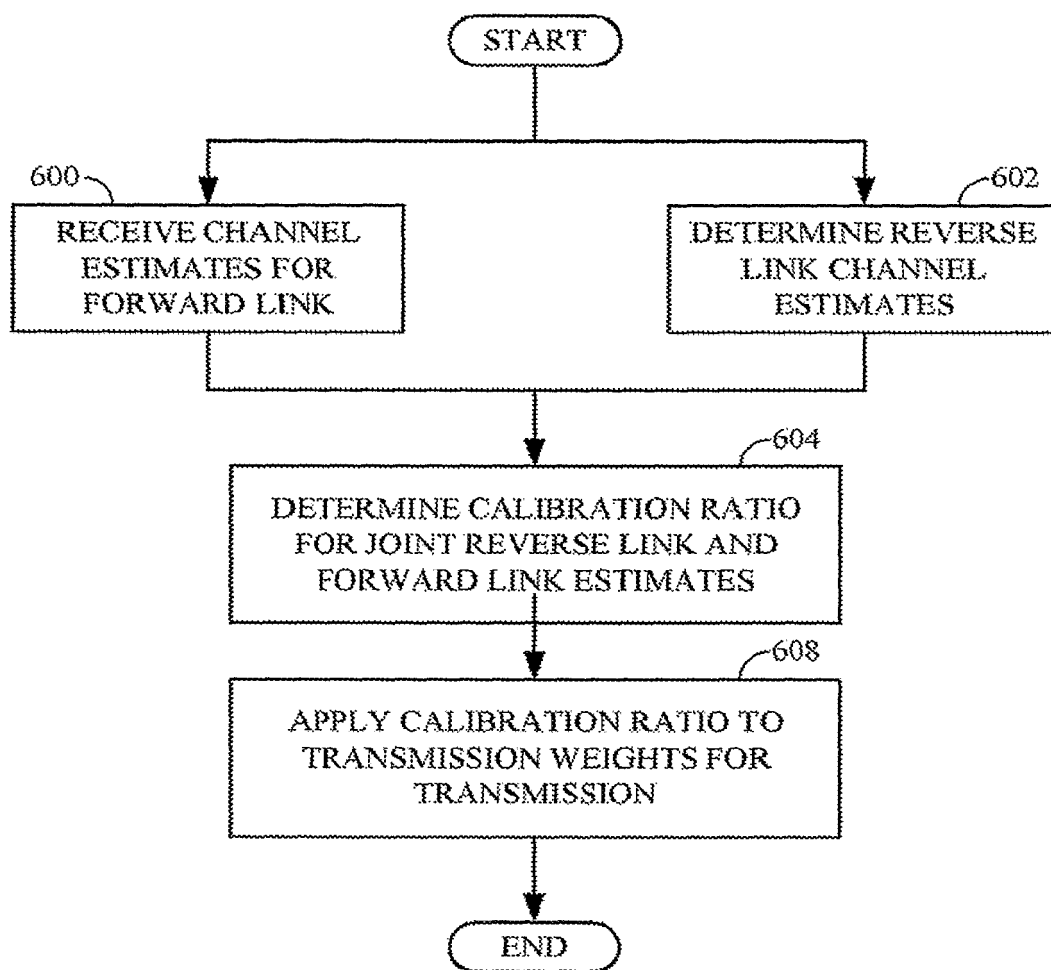 START
600
RECEIVE CHANNEL
ESTIMATES FOR
FORWARD LINK
602
DETERMINE REVERSE
LINK CHANNEL
ESTIMATES
604
DETERMINE CALIBRATION RATIO
FOR JOINT REVERSE LINK AND
FORWARD LINK ESTIMATES
608
APPLY CALIBRATION RATIO TO
TRANSMISSION WEIGHTS FOR
TRANSMISSION
END